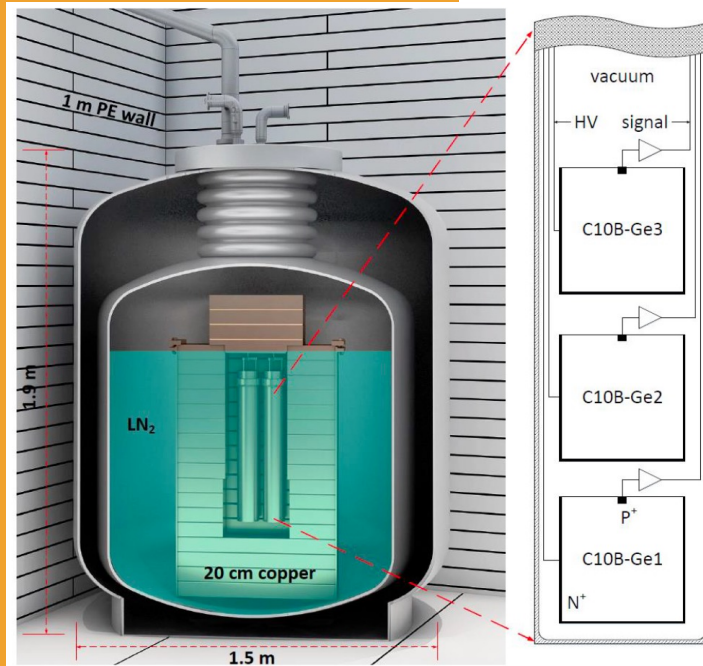 1 m PE wall
1.9 m
LN₂
20 cm copper
1.5 m
vacuum
HV
signal
C10B-Ge3
C10B-Ge2
P⁺
C10B-Ge1
N⁺